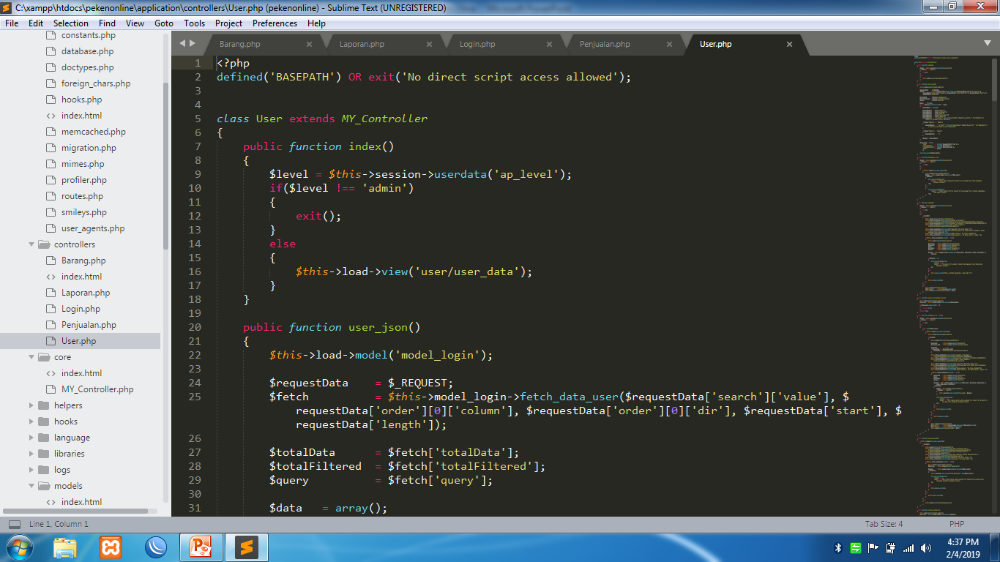 C:\xampp\htdocs\pekenonline\application\controllers\User.php (pekenonline) - Sublime Text (UNREGISTERED)
File Edit Selection Find View Goto Tools Project Preferences Help
constants.php
database.php
doctypes.php
foreign_chars.php
hooks.php
index.html
memcached.php
migration.php
mimes.php
profiler.php
routes.php
smileys.php
user_agents.php
controllers
Barang.php
index.html
Laporan.php
Login.php
Penjualan.php
User.php
core
index.html
MY_Controller.php
helpers
hooks
language
libraries
logs
models
index.html
Barang.php Laporan.php Login.php Penjualan.php User.php
1 <?php
2 defined('BASEPATH') OR exit('No direct script access allowed');
3
4
5 class User extends MY_Controller
6 {
7 public function index()
8 {
9 $level = $this->session->userdata('ap_level');
10 if($level !== 'admin')
11 {
12 exit();
13 }
14 else
15 {
16 $this->load->view('user/user_data');
17 }
18 }
19
20 public function user_json()
21 {
22 $this->load->model('model_login');
23
24 $requestData = $_REQUEST;
25 $fetch = $this->model_login->fetch_data_user($requestData['search']['value'], $
requestData['order'][0]['column'], $requestData['order'][0]['dir'], $requestData['start'], $
requestData['length']);
26
27 $totalData = $fetch['totalData'];
28 $totalFiltered = $fetch['totalFiltered'];
29 $query = $fetch['query'];
30
31 $data = array();
Line 1, Column 1 Tab Size: 4 PHP
4:37 PM
2/4/2019